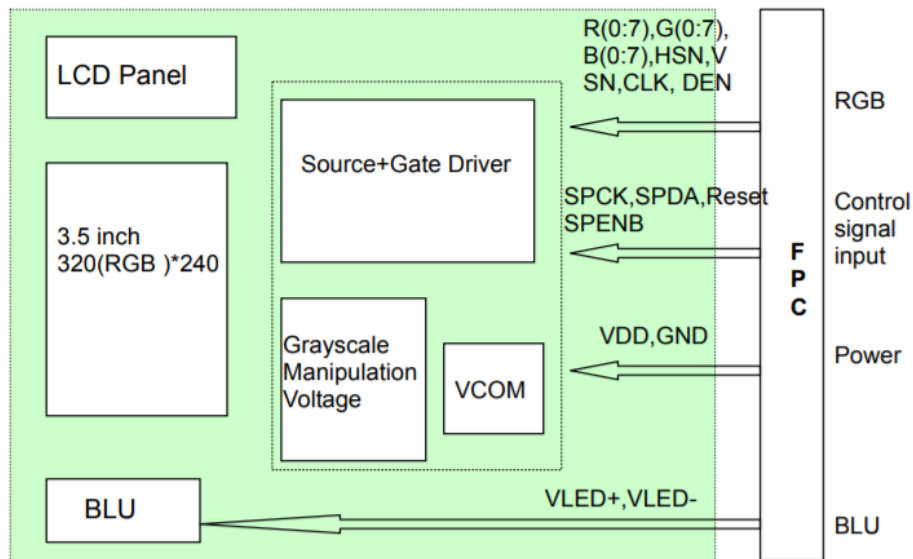 LCD Panel
3.5 inch
320(RGB )*240
BLU
Source+Gate Driver
Grayscale
Manipulation
Voltage
VCOM
R(0:7),G(0:7),
B(0:7),HSN,V
SN,CLK, DEN
SPCK,SPDA,Reset
SPENB
VDD,GND
VLED+,VLED-
F
P
C
RGB
Control
signal
input
Power
BLU